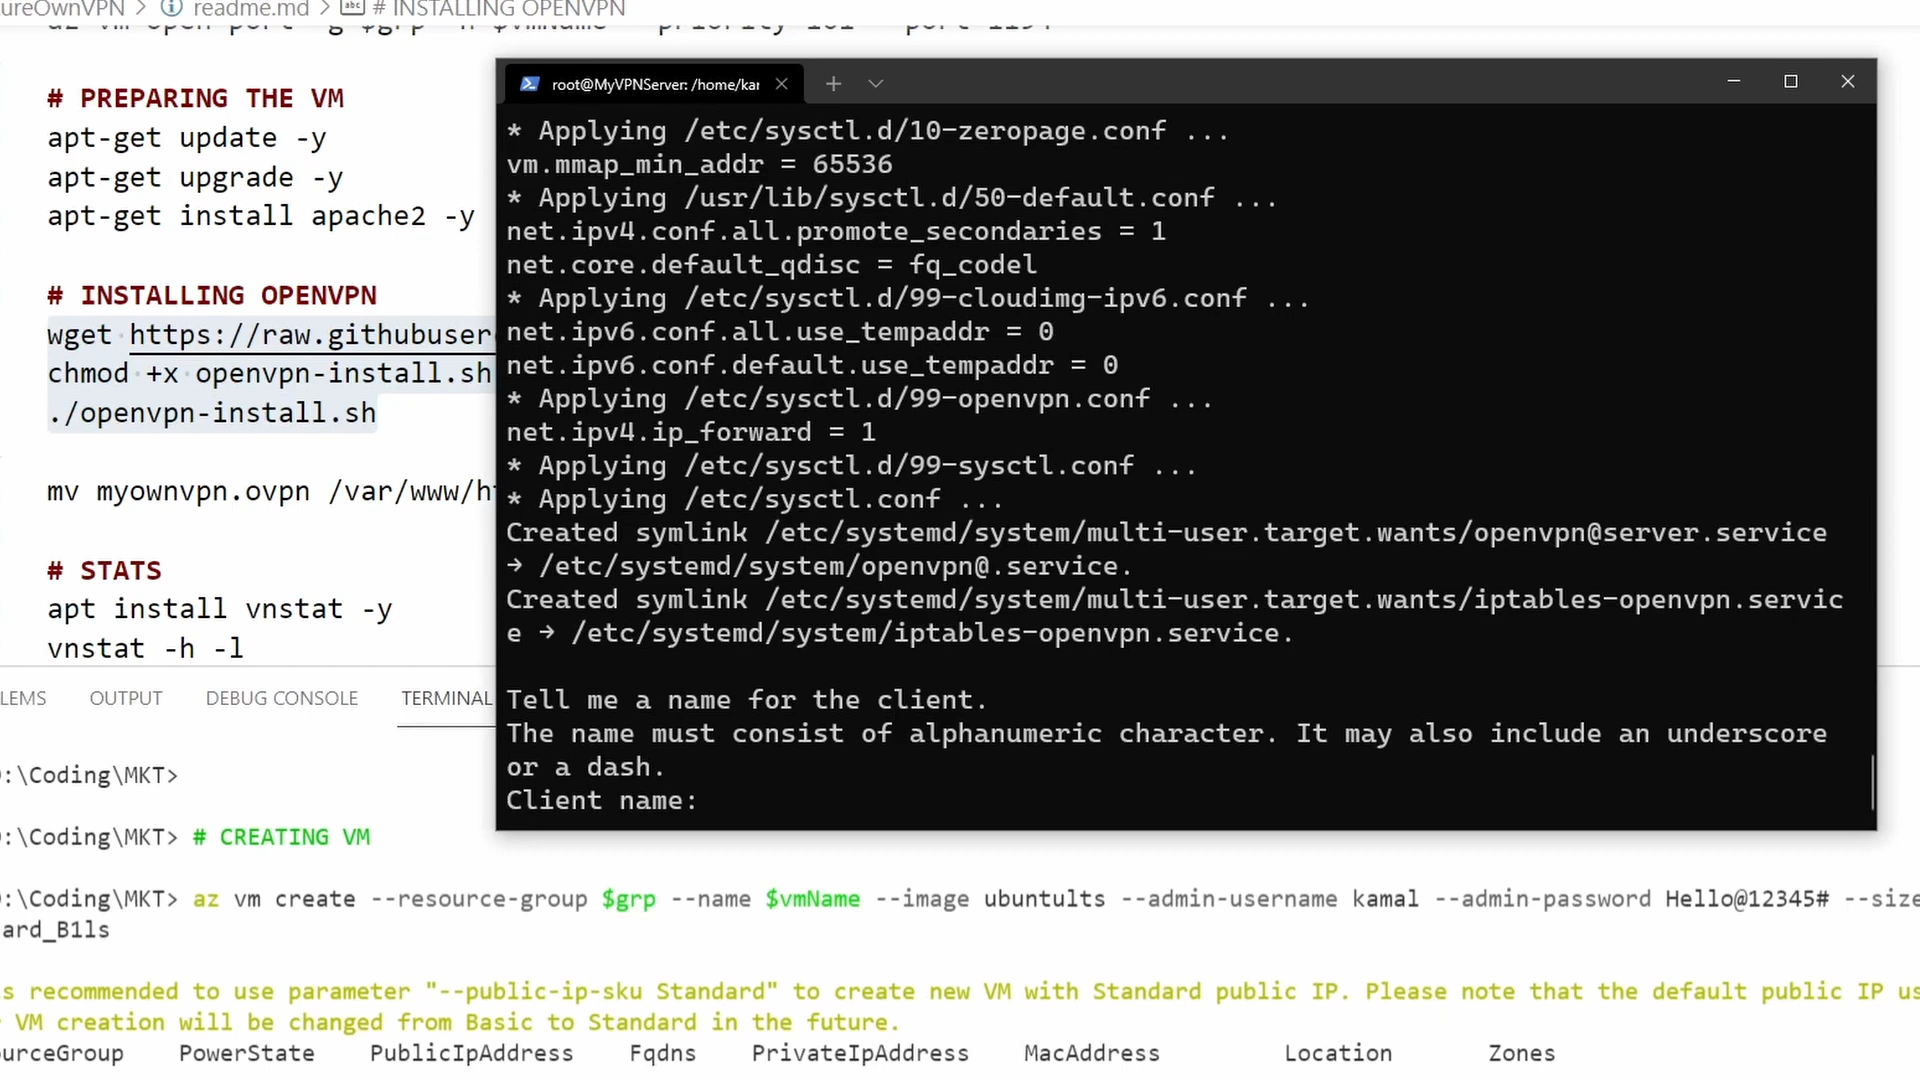 ureOwnVPN > readme.md > # INSTALLING OPENVPN
az vm open-port -g $grp -n $vmName --priority 101 --port 1194
# PREPARING THE VM
apt-get update -y
apt-get upgrade -y
apt-get install apache2 -y
# INSTALLING OPENVPN
wget https://raw.githubuser
chmod +x openvpn-install.sh
./openvpn-install.sh
mv myownvpn.ovpn /var/www/h
# STATS
apt install vnstat -y
vnstat -h -l
root@MyVPNServer: /home/kar
* Applying /etc/sysctl.d/10-zeropage.conf ...
vm.mmap_min_addr = 65536
* Applying /usr/lib/sysctl.d/50-default.conf ...
net.ipv4.conf.all.promote_secondaries = 1
net.core.default_qdisc = fq_codel
* Applying /etc/sysctl.d/99-cloudimg-ipv6.conf ...
net.ipv6.conf.all.use_tempaddr = 0
net.ipv6.conf.default.use_tempaddr = 0
* Applying /etc/sysctl.d/99-openvpn.conf ...
net.ipv4.ip_forward = 1
* Applying /etc/sysctl.d/99-sysctl.conf ...
* Applying /etc/sysctl.conf ...
Created symlink /etc/systemd/system/multi-user.target.wants/openvpn@server.service
→ /etc/systemd/system/openvpn@.service.
Created symlink /etc/systemd/system/multi-user.target.wants/iptables-openvpn.servic
e → /etc/systemd/system/iptables-openvpn.service.
Tell me a name for the client.
The name must consist of alphanumeric character. It may also include an underscore
or a dash.
Client name:
LEMS OUTPUT DEBUG CONSOLE TERMINAL
:\Coding\MKT>
:\Coding\MKT> # CREATING VM
:\Coding\MKT> az vm create --resource-group $grp --name $vmName --image ubuntults --admin-username kamal --admin-password Hello@12345# --size
ard_B1ls
s recommended to use parameter "--public-ip-sku Standard" to create new VM with Standard public IP. Please note that the default public IP us
VM creation will be changed from Basic to Standard in the future.
ourceGroup PowerState PublicIpAddress Fqdns PrivateIpAddress MacAddress Location Zones